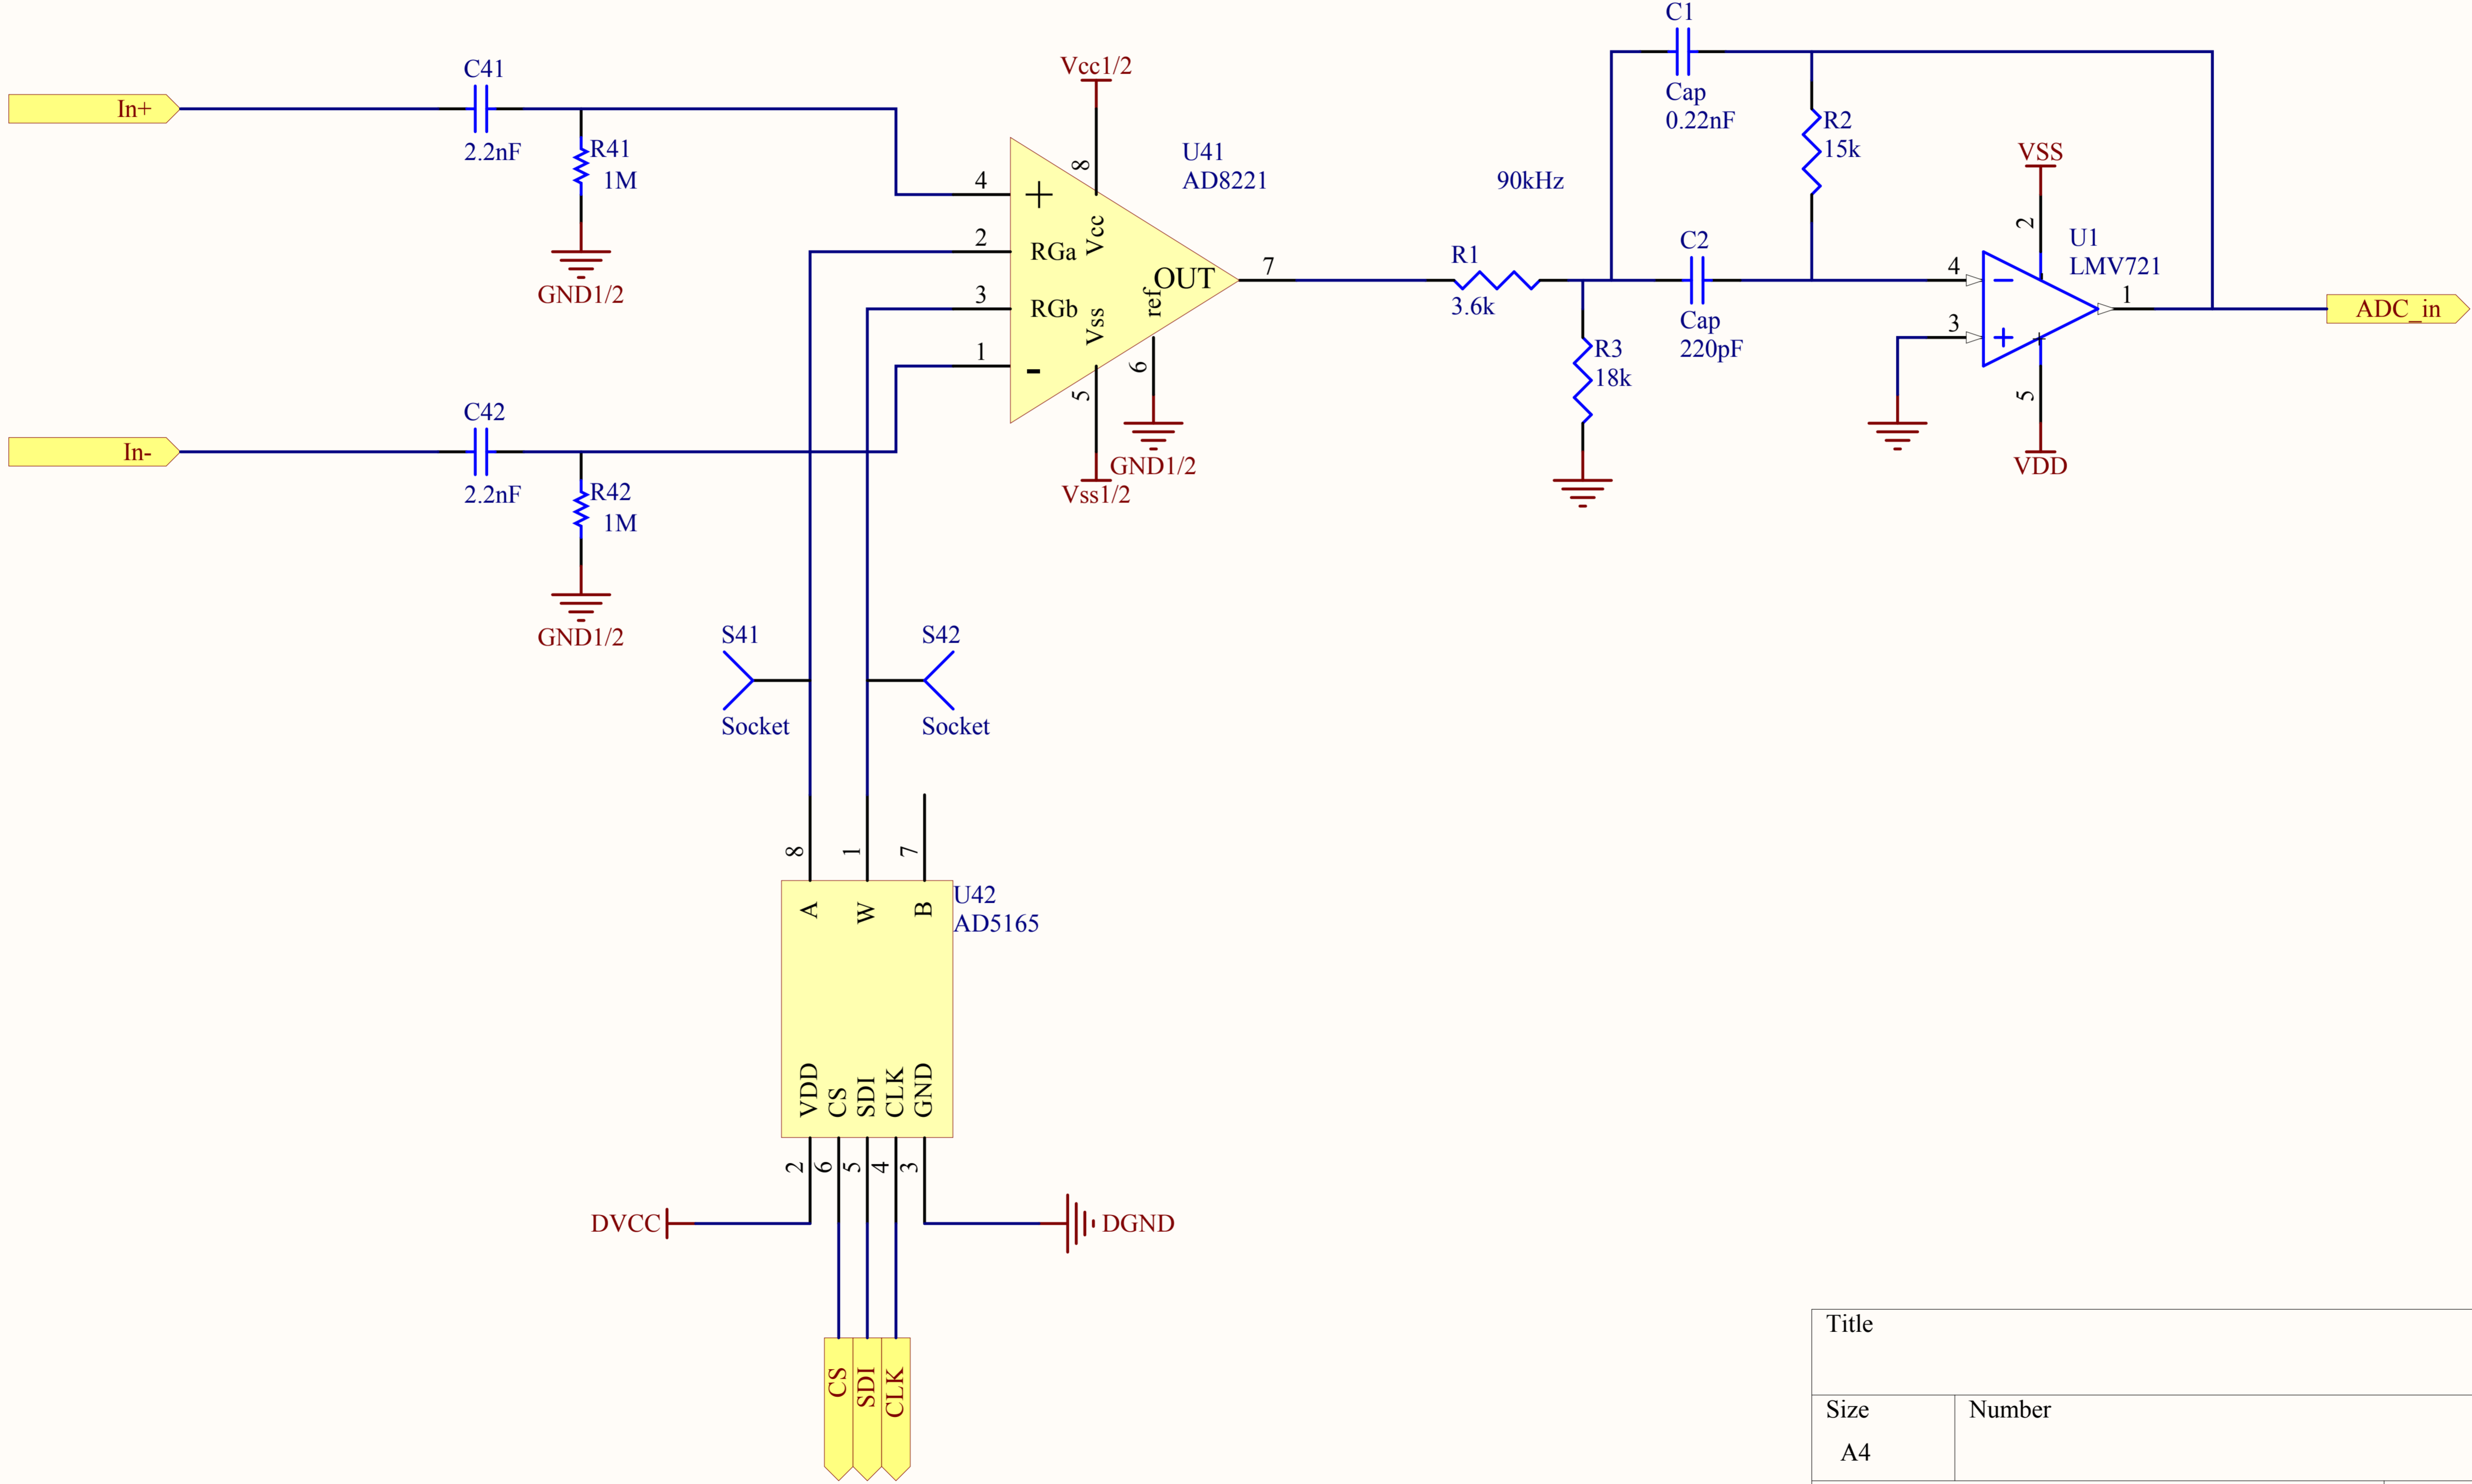 In+
C41
2.2nF
R41
1M
GND1/2
In-
C42
2.2nF
R42
1M
GND1/2
Vcc1/2
8
U41
AD8221
4
+
Vcc
2
RGa
OUT
7
3
RGb
Vss
ref
1
-
5
6
GND1/2
Vss1/2
90kHz
R1
3.6k
C1
Cap
0.22nF
R2
15k
C2
Cap
220pF
R3
18k
VSS
2
U1
LMV721
4
3
1
5
VDD
ADC_in
S41
Socket
S42
Socket
8
1
7
A
W
B
U42
AD5165
VDD
CS
SDI
CLK
GND
2
6
5
4
3
DVCC
DGND
CS
SDI
CLK
Title
Size
Number
A4